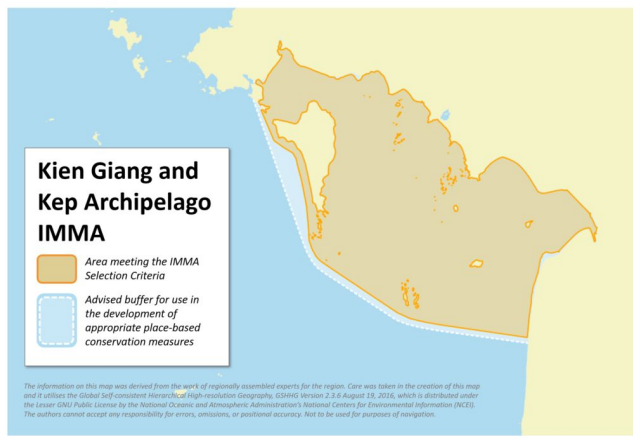 Kien Giang and
Kep Archipelago
IMMA
Area meeting the IMMA
Selection Criteria
Advised buffer for use in
the development of
appropriate place-based
conservation measures
The information on this map was derived from the work of regionally assembled experts for the region. Care was taken in the creation of this map
and it utilises the Global Self-consistent Hierarchical High-resolution Geography, GSHHG Version 2.3.6 August 19, 2016, which is distributed under
the Lesser GNU Public License by the National Oceanic and Atmospheric Administration's National Centers for Environmental Information (NCEI).
The authors cannot accept any responsibility for errors, omissions, or positional accuracy. Not to be used for purposes of navigation.